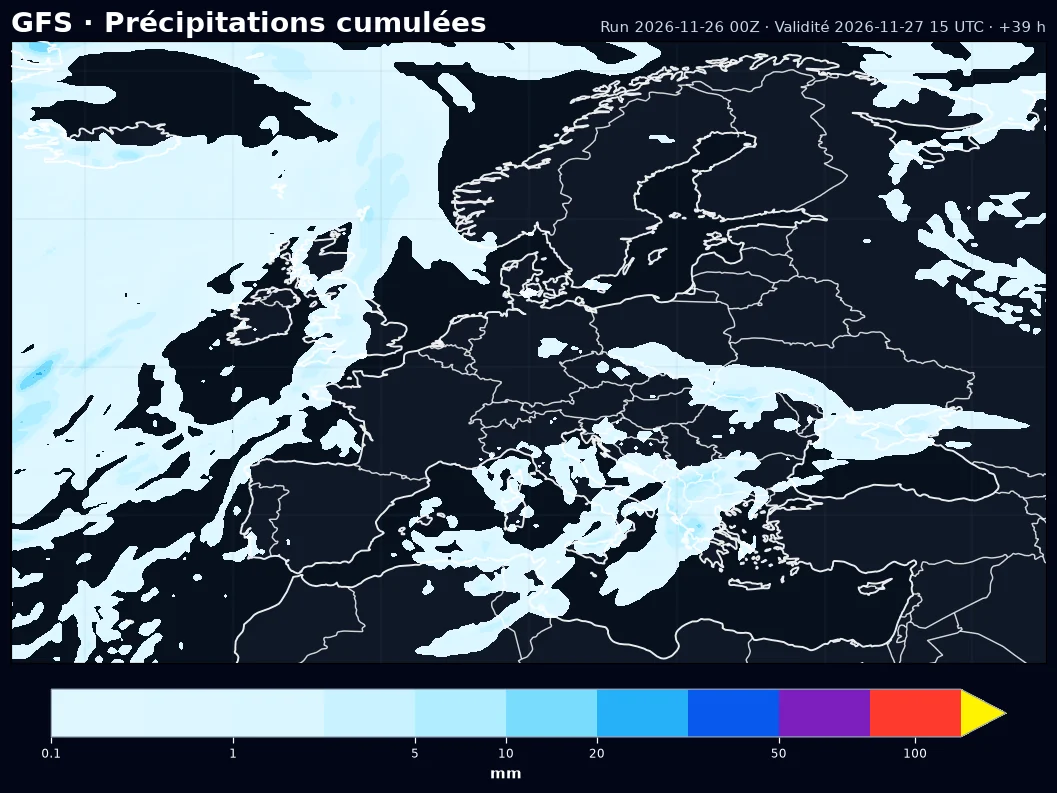 GFS · Précipitations cumulées
Run 2026-11-26 00Z · Validité 2026-11-27 15 UTC · +39 h
0.1 1 5 10 20 50 100
mm